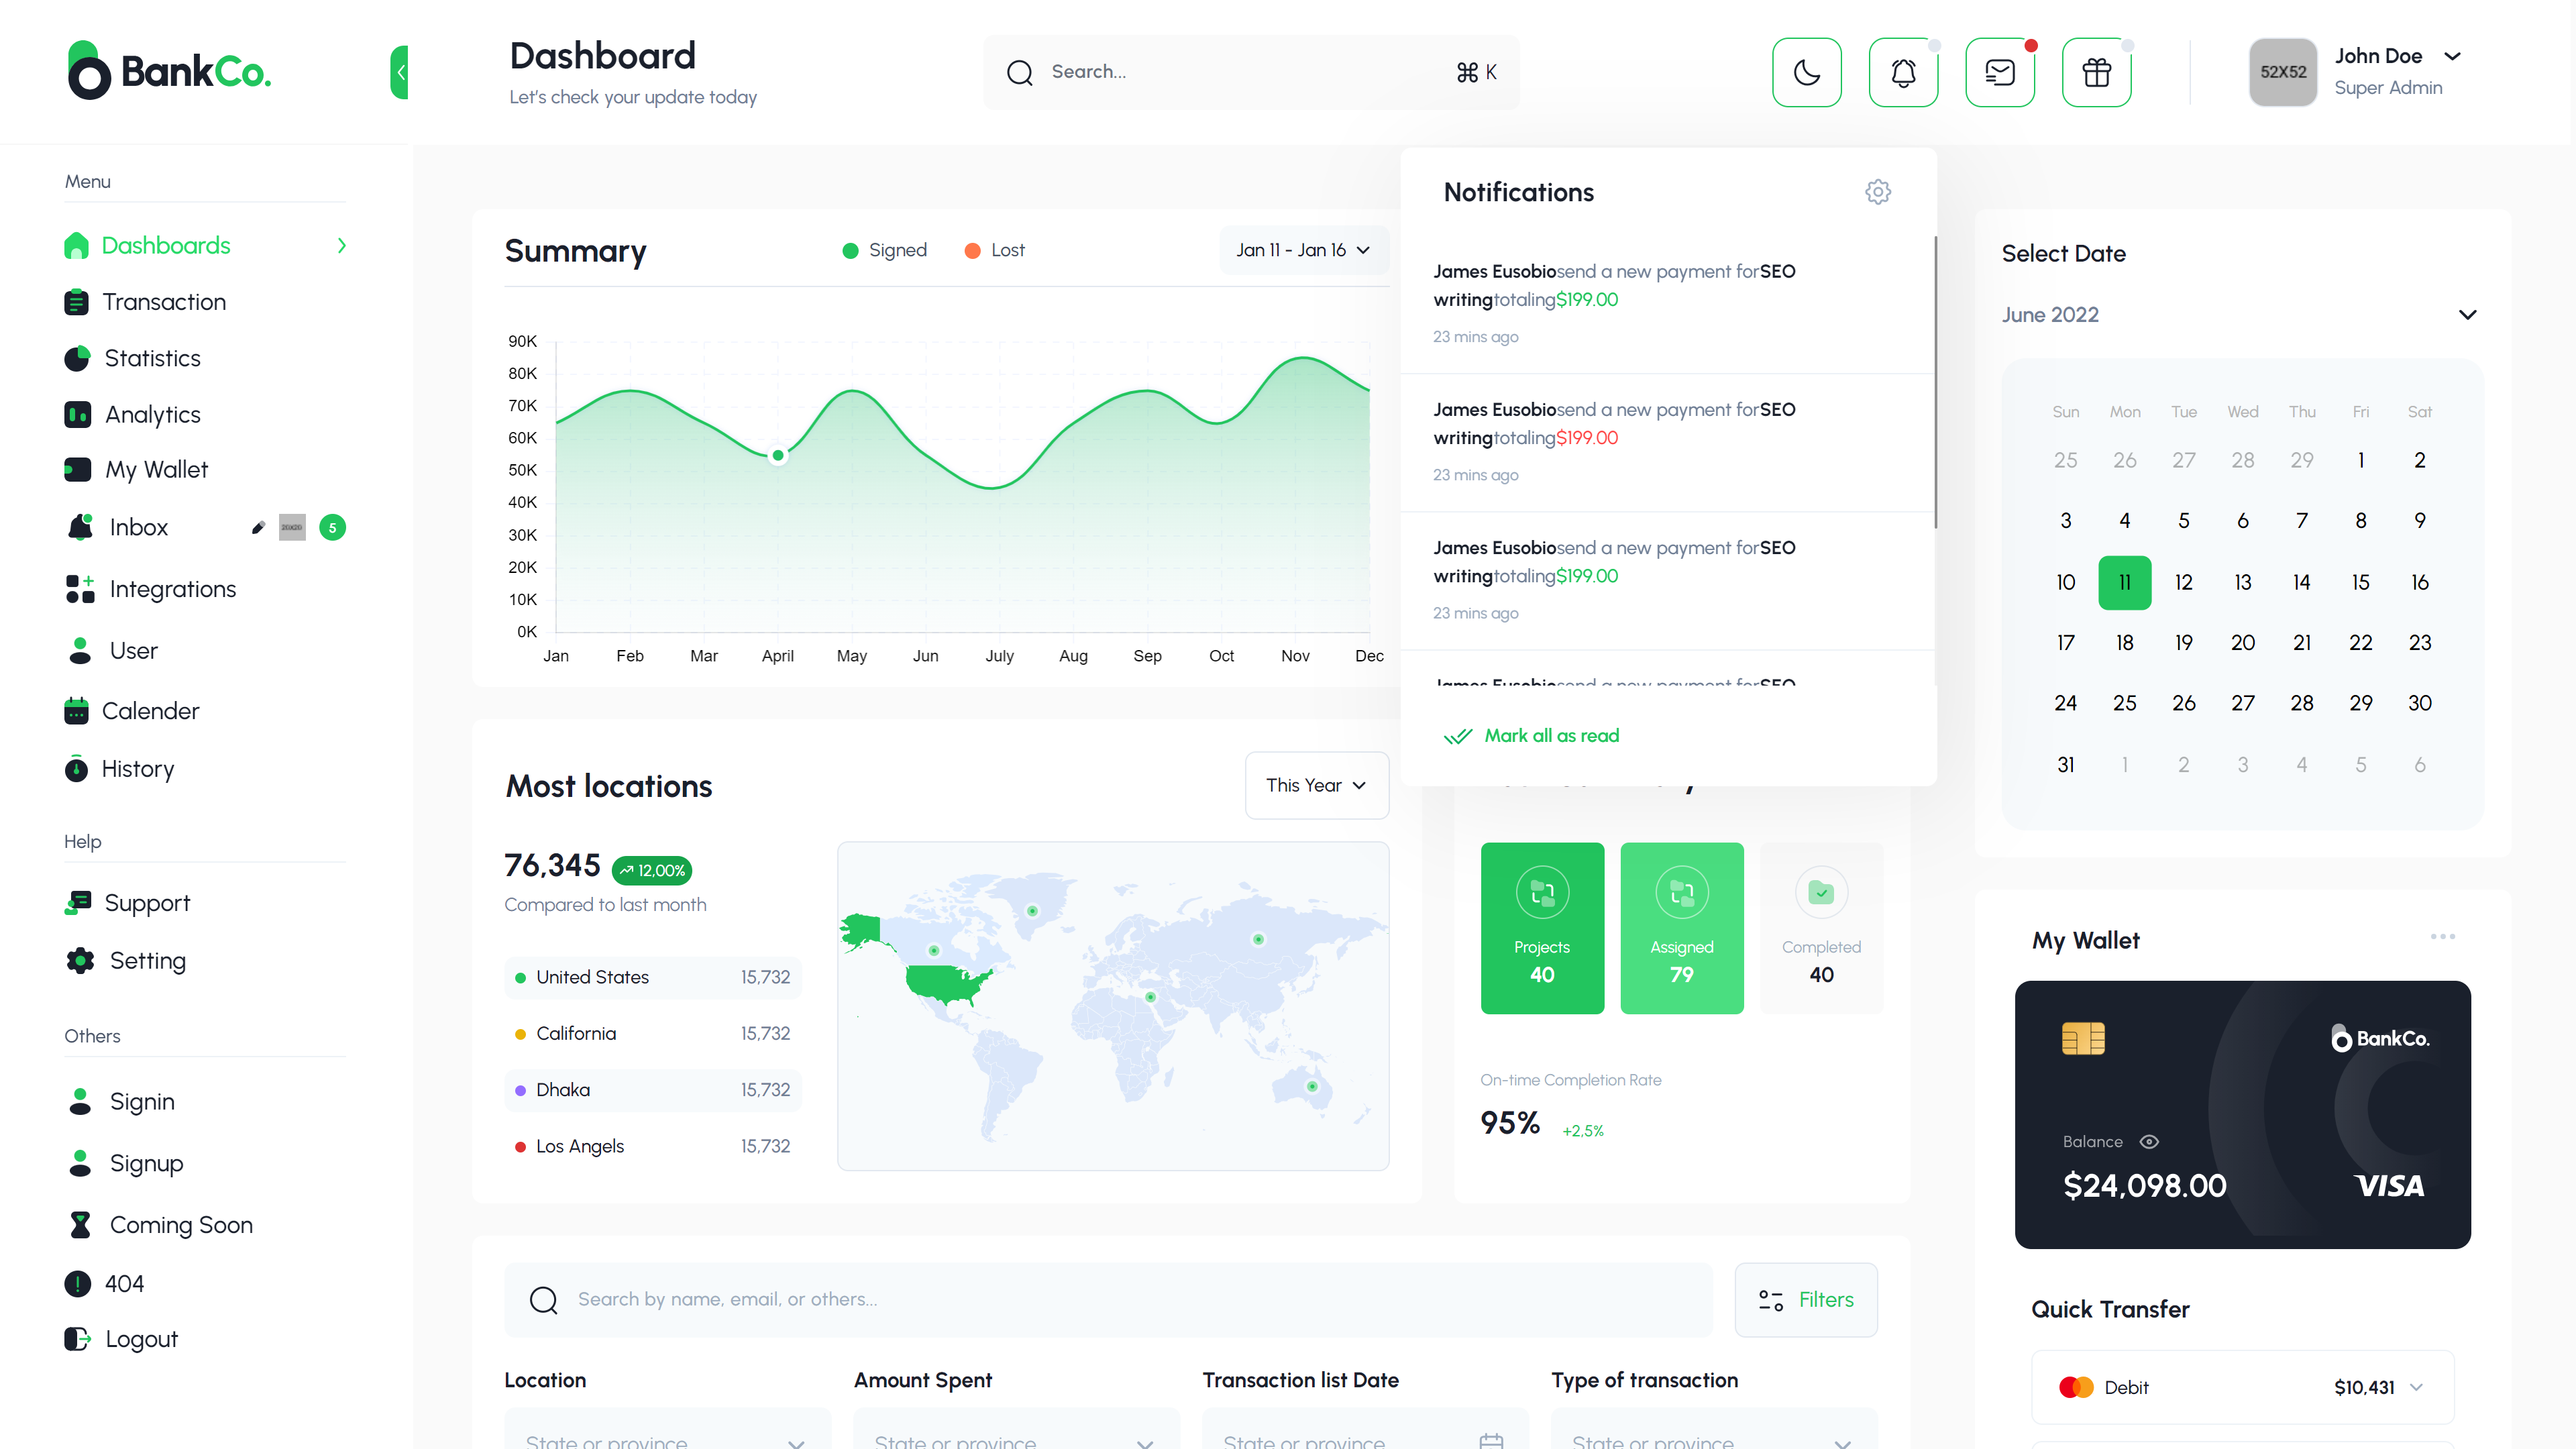 BankCo.
Dashboard
Let's check your update today
Search...
⌘ K
52X52
John Doe
Super Admin
Menu
Dashboards
Transaction
Statistics
Analytics
My Wallet
Inbox
20X20
5
Integrations
User
Calender
History
Help
Support
Setting
Others
Signin
Signup
Coming Soon
404
Logout
Summary
Signed
Lost
Jan 11 - Jan 16
90K
80K
70K
60K
50K
40K
30K
20K
10K
0K
Jan Feb Mar April May Jun July Aug Sep Oct Nov Dec
Notifications
James Eusobiosend a new payment forSEO
writingtotaling$199.00
23 mins ago
James Eusobiosend a new payment forSEO
writingtotaling$199.00
23 mins ago
James Eusobiosend a new payment forSEO
writingtotaling$199.00
23 mins ago
James Eusobiosend a new payment forSEO
Mark all as read
Most locations
This Year
76,345
12,00%
Compared to last month
United States 15,732
California 15,732
Dhaka 15,732
Los Angels 15,732
Projects
40
Assigned
79
Completed
40
On-time Completion Rate
95%
+2,5%
Search by name, email, or others...
Filters
Location
Amount Spent
Transaction list Date
Type of transaction
State or province
State or province
State or province
State or province
Select Date
June 2022
Sun Mon Tue Wed Thu Fri Sat
25 26 27 28 29 1 2
3 4 5 6 7 8 9
10 11 12 13 14 15 16
17 18 19 20 21 22 23
24 25 26 27 28 29 30
31 1 2 3 4 5 6
My Wallet
BankCo.
Balance
$24,098.00
VISA
Quick Transfer
Debit
$10,431